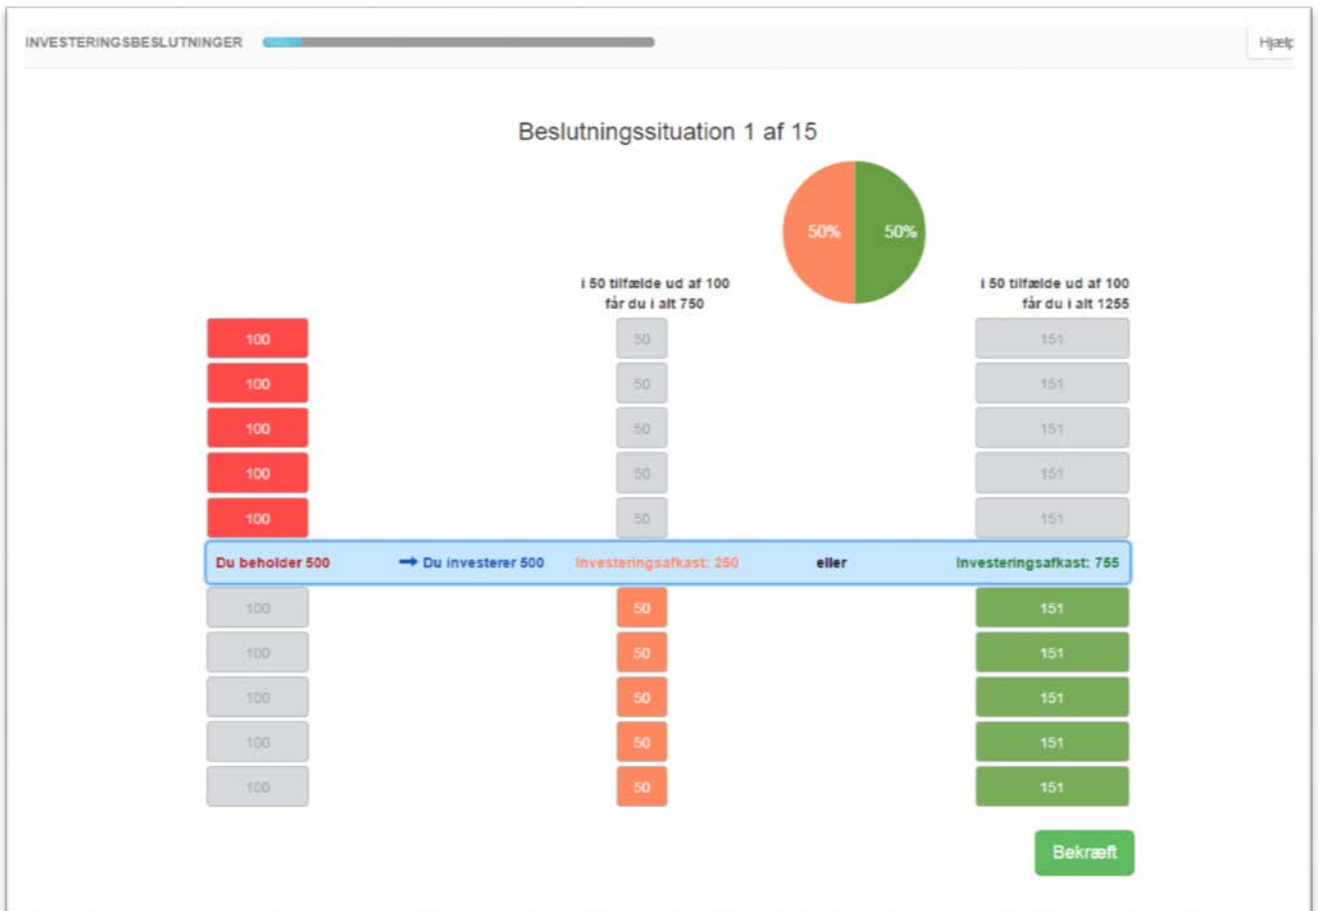 INVESTERINGSBESLUTNINGER
Hjælp
Beslutningssituation 1 af 15
50% 50%
i 50 tilfælde ud af 100
får du i alt 750
i 50 tilfælde ud af 100
får du i alt 1255
100 50 151
100 50 151
100 50 151
100 50 151
100 50 151
Du beholder 500 → Du investerer 500 Investeringsafkast: 250 eller Investeringsafkast: 755
100 50 151
100 50 151
100 50 151
100 50 151
100 50 151
Bekræft